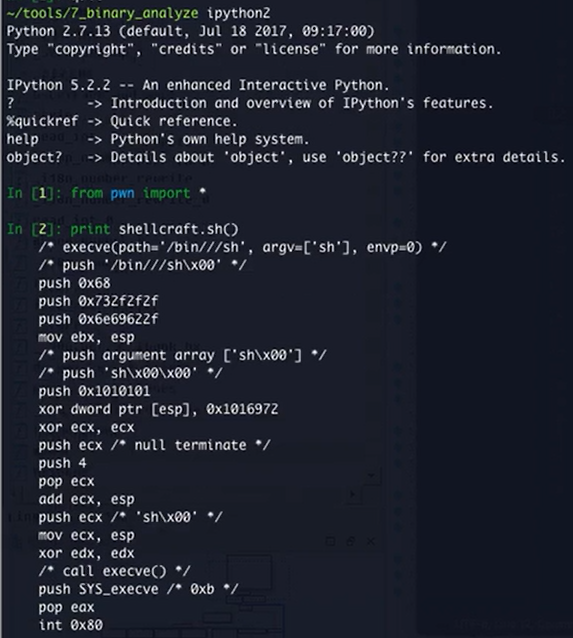 ~/tools/7_binary_analyze ipython2
Python 2.7.13 (default, Jul 18 2017, 09:17:00)
Type "copyright", "credits" or "license" for more information.
IPython 5.2.2 -- An enhanced Interactive Python.
? -> Introduction and overview of IPython's features.
%quickref -> Quick reference.
help -> Python's own help system.
object? -> Details about 'object', use 'object??' for extra details.
In [1]: from pwn import *
In [2]: print shellcraft.sh()
/* execve(path='/bin///sh', argv=['sh'], envp=0) */
/* push '/bin///sh\x00' */
push 0x68
push 0x732f2f2f
push 0x6e69622f
mov ebx, esp
/* push argument array ['sh\x00'] */
/* push 'sh\x00\x00' */
push 0x1010101
xor dword ptr [esp], 0x1016972
xor ecx, ecx
push ecx /* null terminate */
push 4
pop ecx
add ecx, esp
push ecx /* 'sh\x00' */
mov ecx, esp
xor edx, edx
/* call execve() */
push SYS_execve /* 0xb */
pop eax
int 0x80